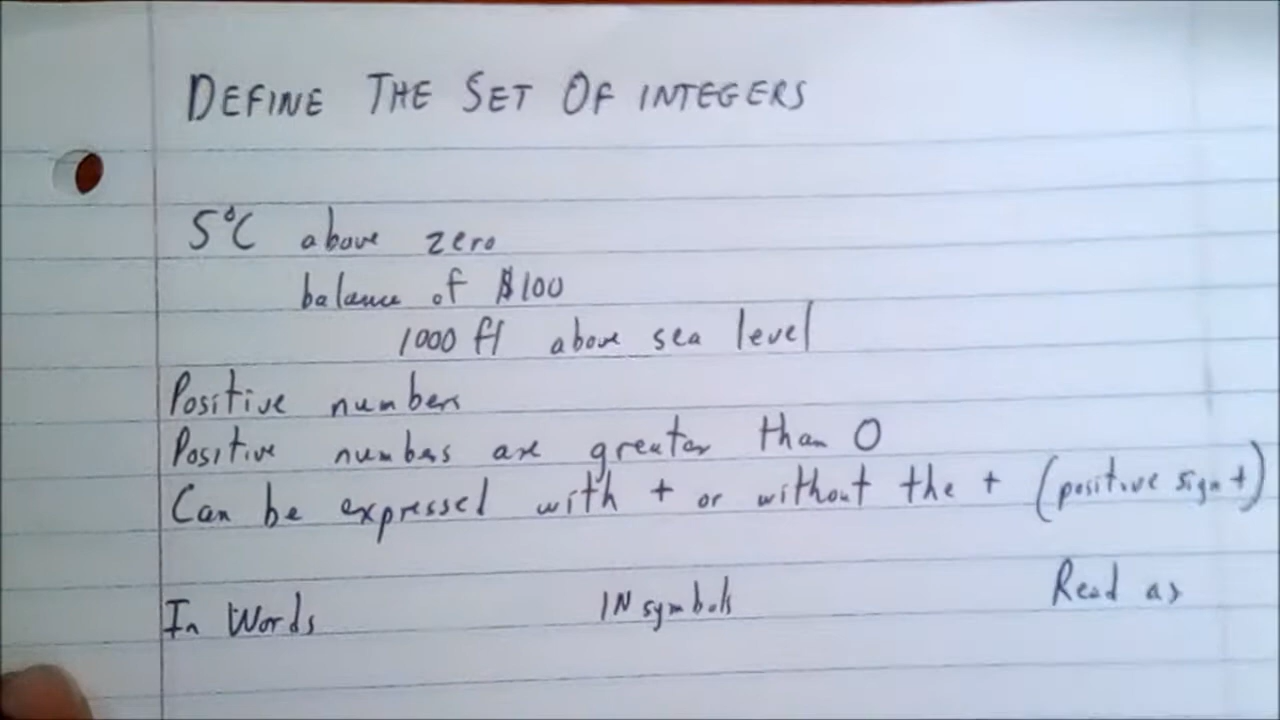 DEFINE THE SET OF INTEGERS
5°C above zero
balance of $100
1000 ft above sea level
Positive numbers
Positive numbers are greater than 0
Can be expressed with + or without the + (positive sign +)
In Words IN symbols Read as